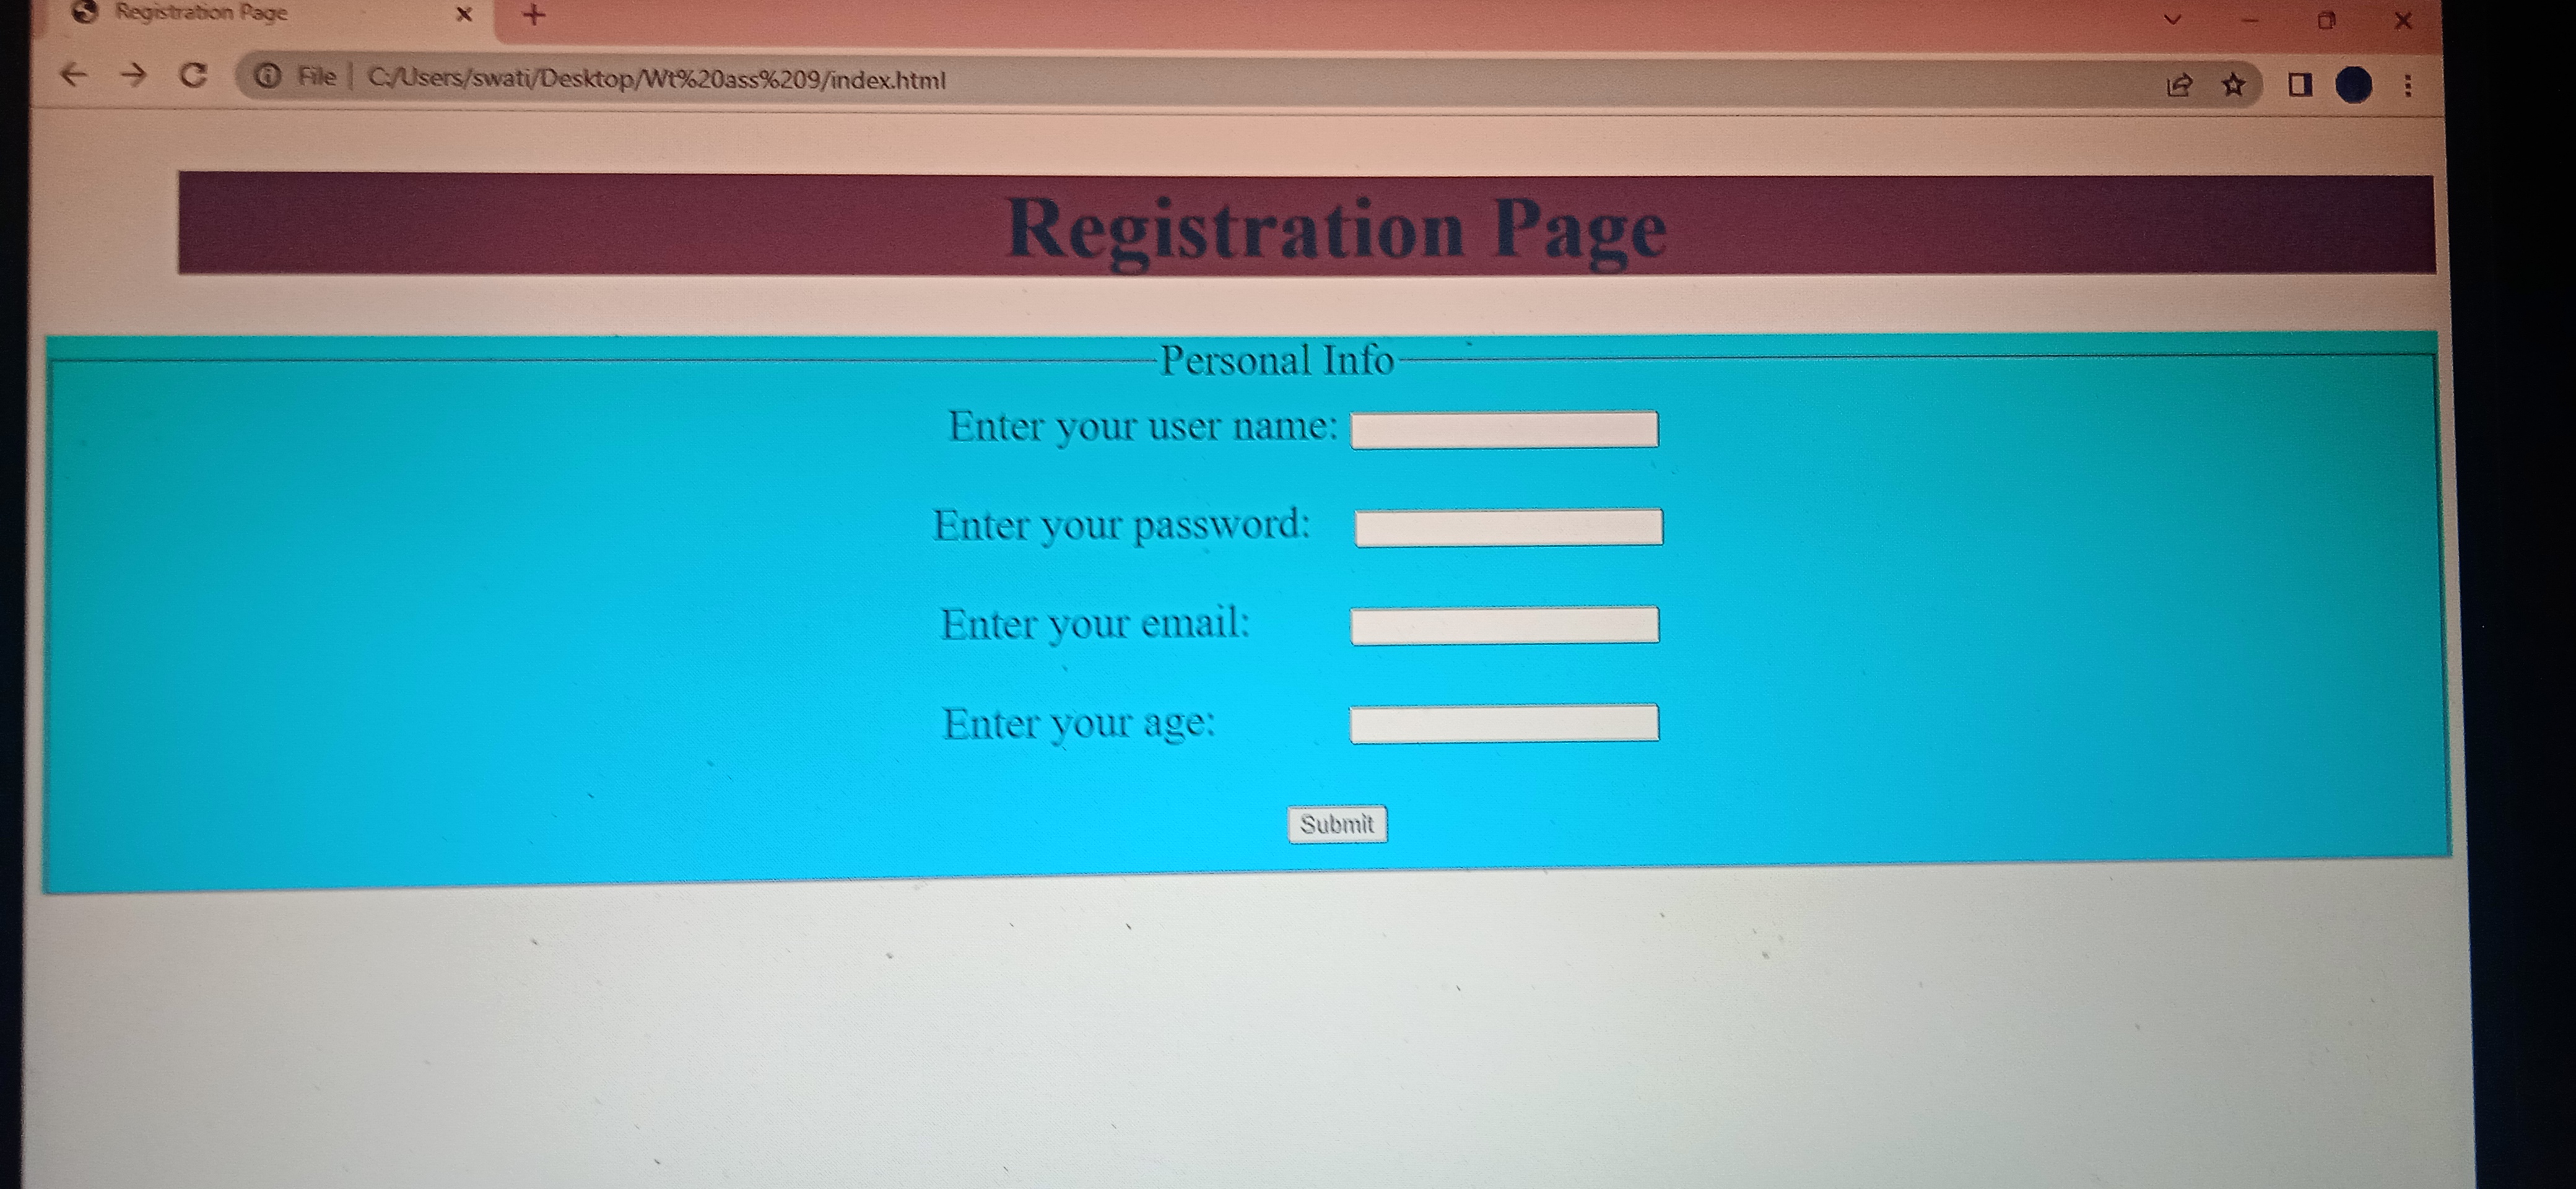 Registration Page
File | C:/Users/swati/Desktop/Wt%20ass%209/index.html
Registration Page
Personal Info
Enter your user name:
Enter your password:
Enter your email:
Enter your age:
Submit